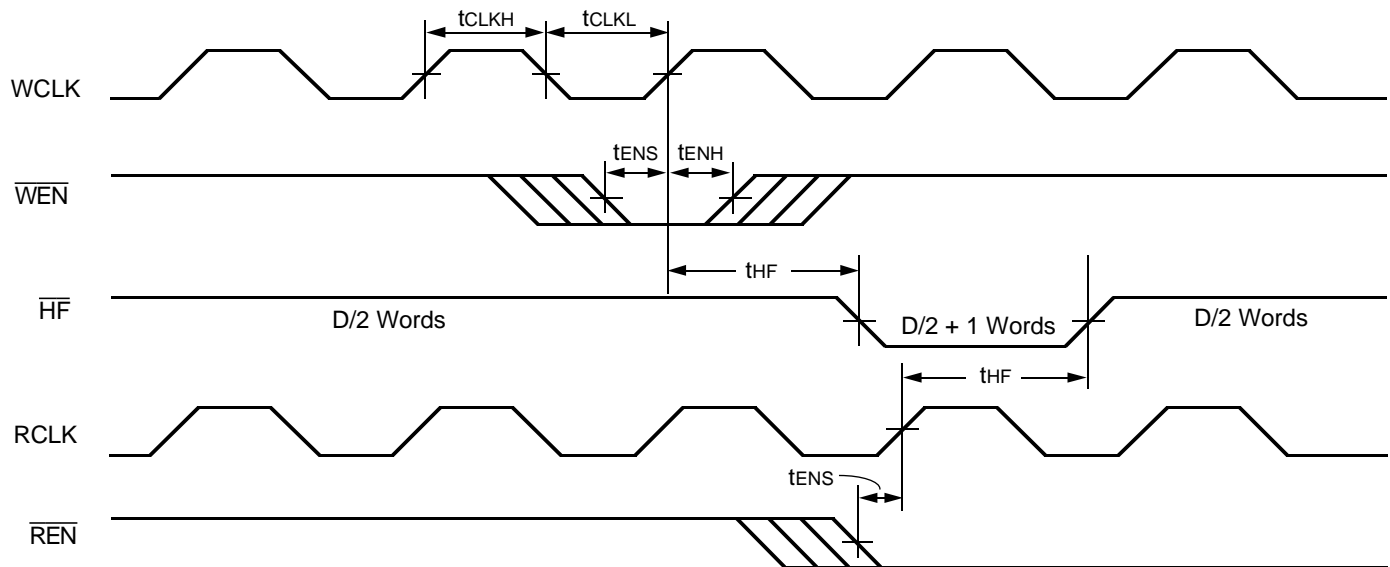 tCLKH tCLKL
WCLK
tENS tENH
WEN
tHF
HF
D/2 Words D/2 + 1 Words D/2 Words
tHF
RCLK
tENS
REN